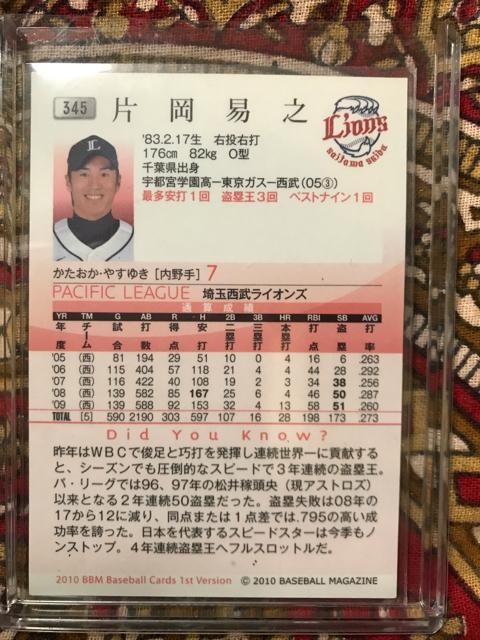 345 片岡易之
Lions
saitama seibu
'83.2.17生 右投右打
176cm 82kg O型
千葉県出身
宇都宮学園高ー東京ガスー西武(05③)
最多安打1回 盗塁王3回 ベストナイン1回
かたおか・やすゆき [内野手] 7
PACIFIC LEAGUE 埼玉西武ライオンズ
通算成績
YR TM G AB R H 2B 3B HR RBI SB AVG
年度 チーム 試合 打数 得点 安打 二塁打 三塁打 本塁打 打点 盗塁 打率
'05 (西) 81 194 29 51 10 0 4 16 6 .263
'06 (西) 115 404 57 118 21 4 4 44 28 .292
'07 (西) 116 422 40 108 19 2 3 34 38 .256
'08 (西) 139 582 85 167 25 6 4 46 50 .287
'09 (西) 139 588 92 153 32 4 13 58 51 .260
TOTAL [5] 590 2190 303 597 107 16 28 198 173 .273
Did You Know?
昨年はWBCで俊足と巧打を発揮し連続世界一に貢献する
と、シーズンでも圧倒的なスピードで3年連続の盗塁王。
パ・リーグでは96、97年の松井稼頭央(現アストロズ)
以来となる2年連続50盗塁だった。盗塁失敗は08年の
17から12に減り、同点または1点差では.795の高い成
功率を誇った。日本を代表するスピードスターは今季もノ
ンストップ。4年連続盗塁王へフルスロットルだ。
2010 BBM Baseball Cards 1st Version © 2010 BASEBALL MAGAZINE